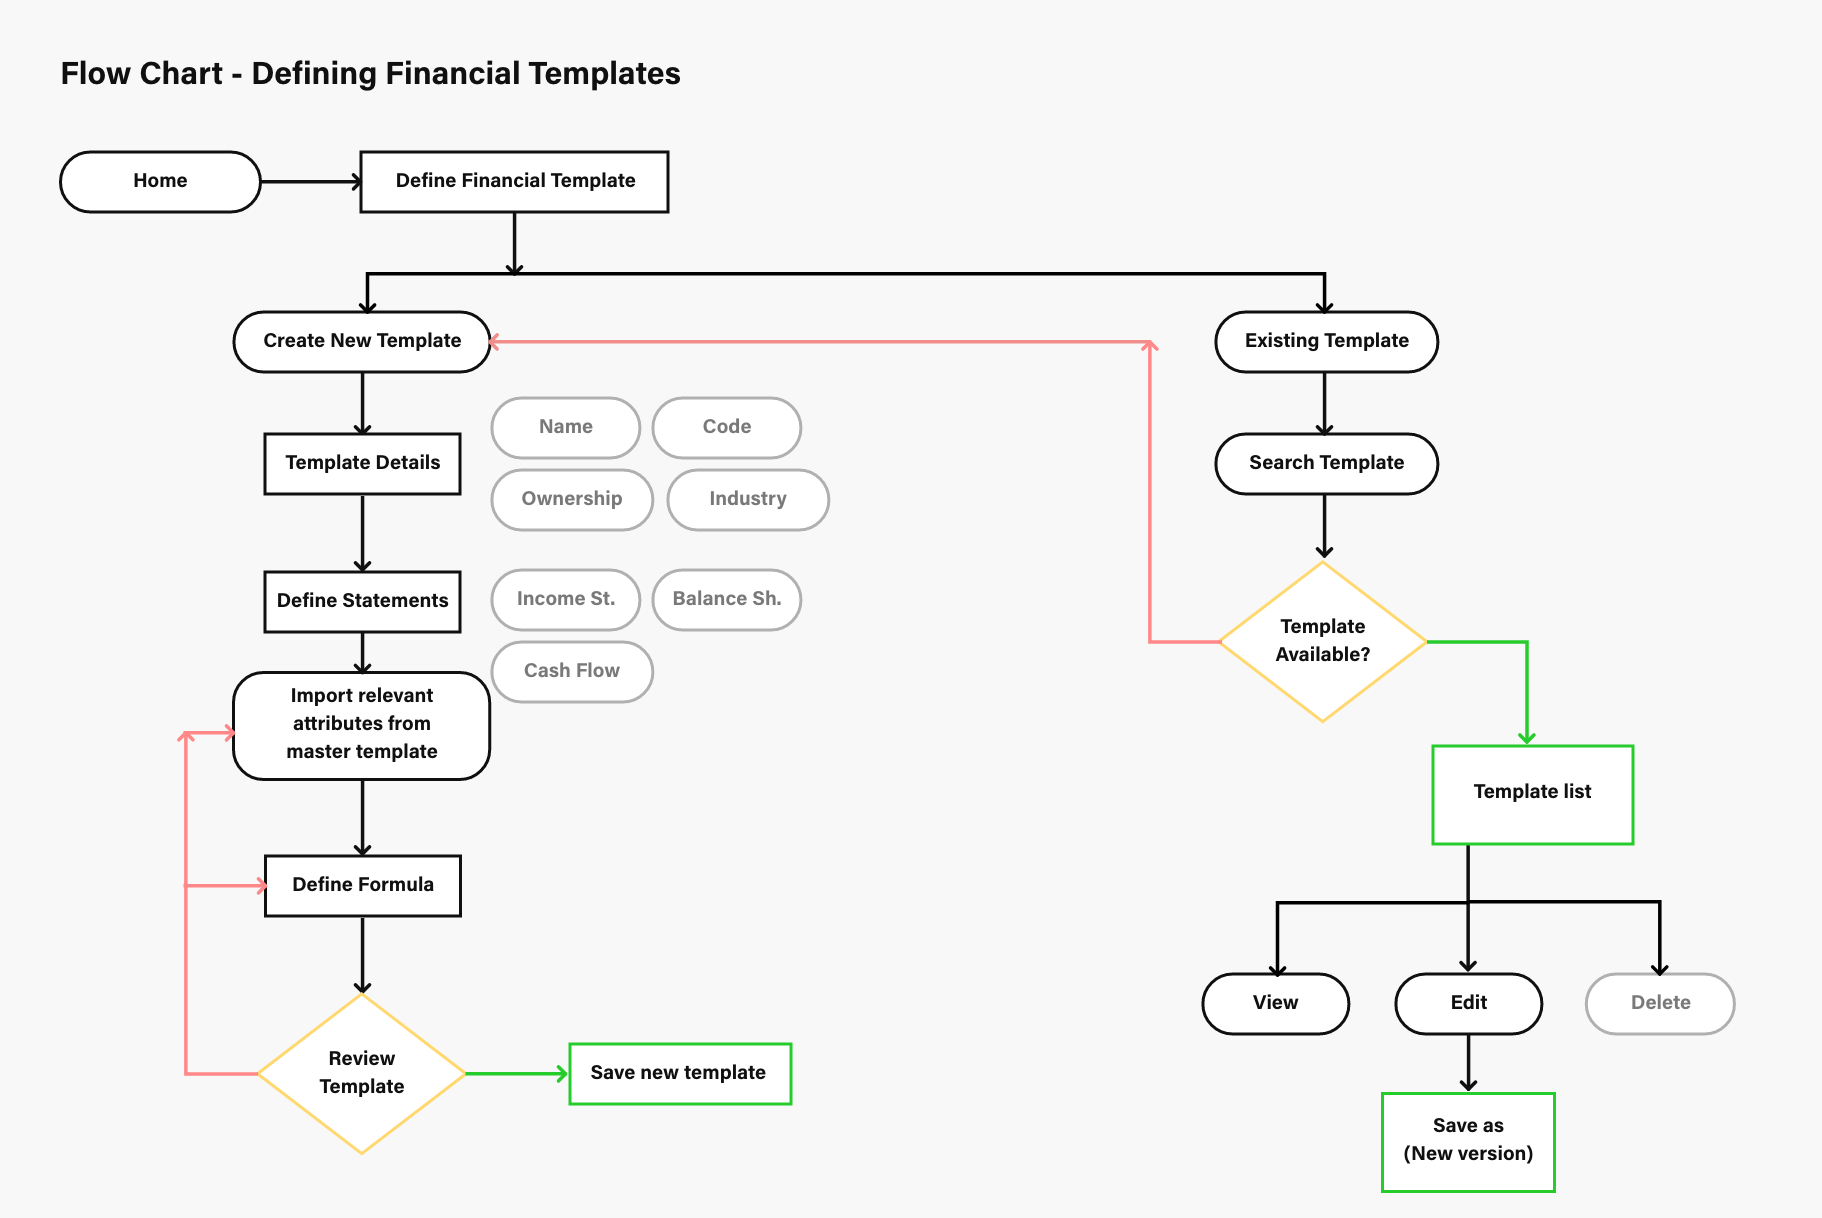 Flow Chart - Defining Financial Templates
Home
Define Financial Template
Create New Template
Existing Template
Name
Code
Template Details
Search Template
Ownership
Industry
Define Statements
Income St.
Balance Sh.
Cash Flow
Template
Available?
Import relevant
attributes from
master template
Template list
Define Formula
View
Edit
Delete
Review
Template
Save new template
Save as
(New version)